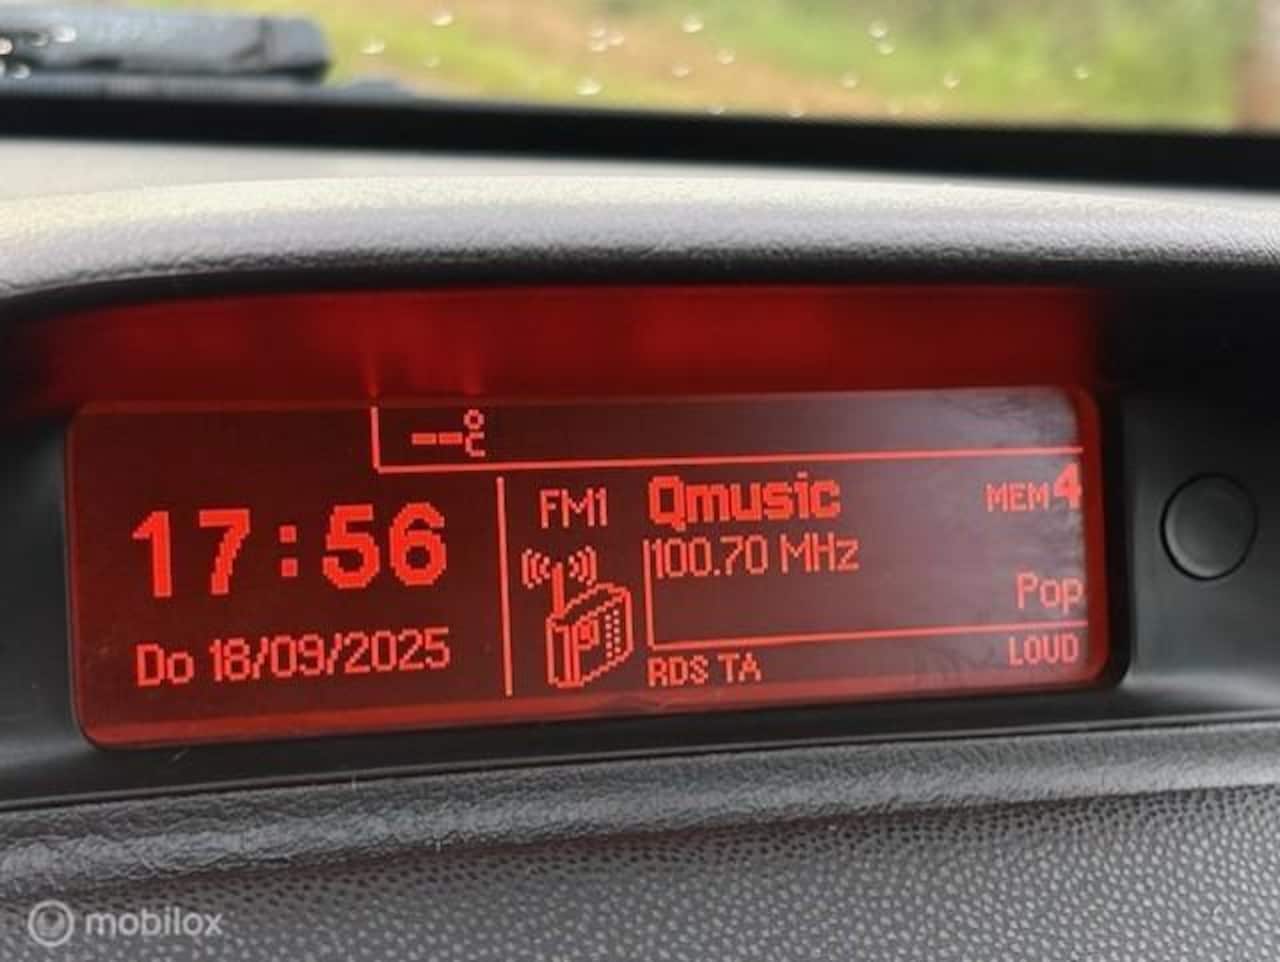 --°C
17:56
Do 18/09/2025
FM1
Qmusic
MEM4
100.70 MHz
Pop
RDS TA
LOUD
mobilox